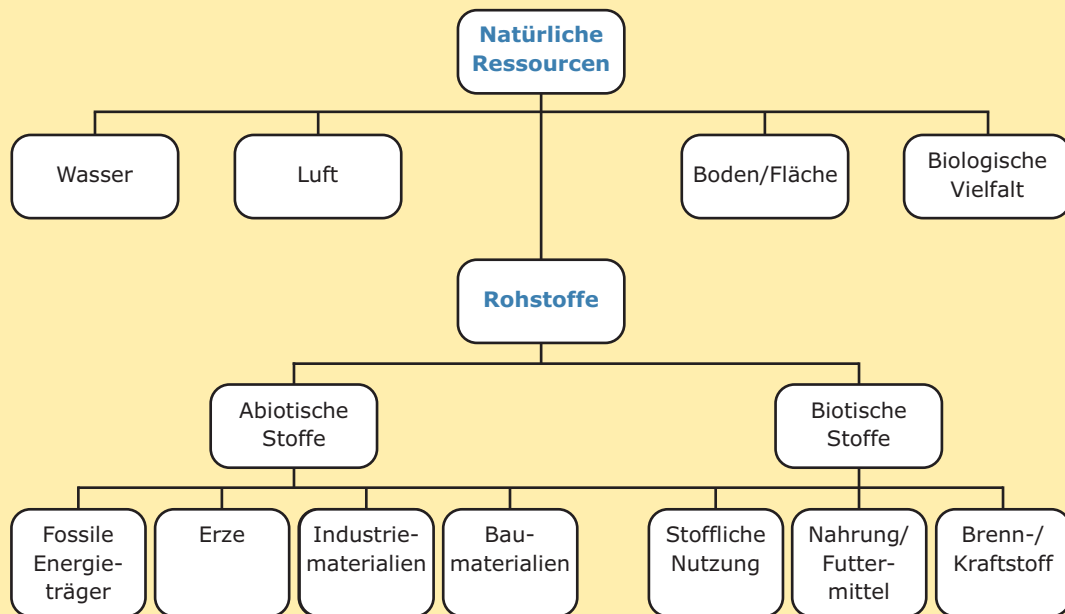 Natürliche
Ressourcen
Wasser
Luft
Boden/Fläche
Biologische
Vielfalt
Rohstoffe
Abiotische
Stoffe
Biotische
Stoffe
Fossile
Energie-
träger
Erze
Industrie-
materialien
Bau-
materialien
Stoffliche
Nutzung
Nahrung/
Futter-
mittel
Brenn-/
Kraftstoff